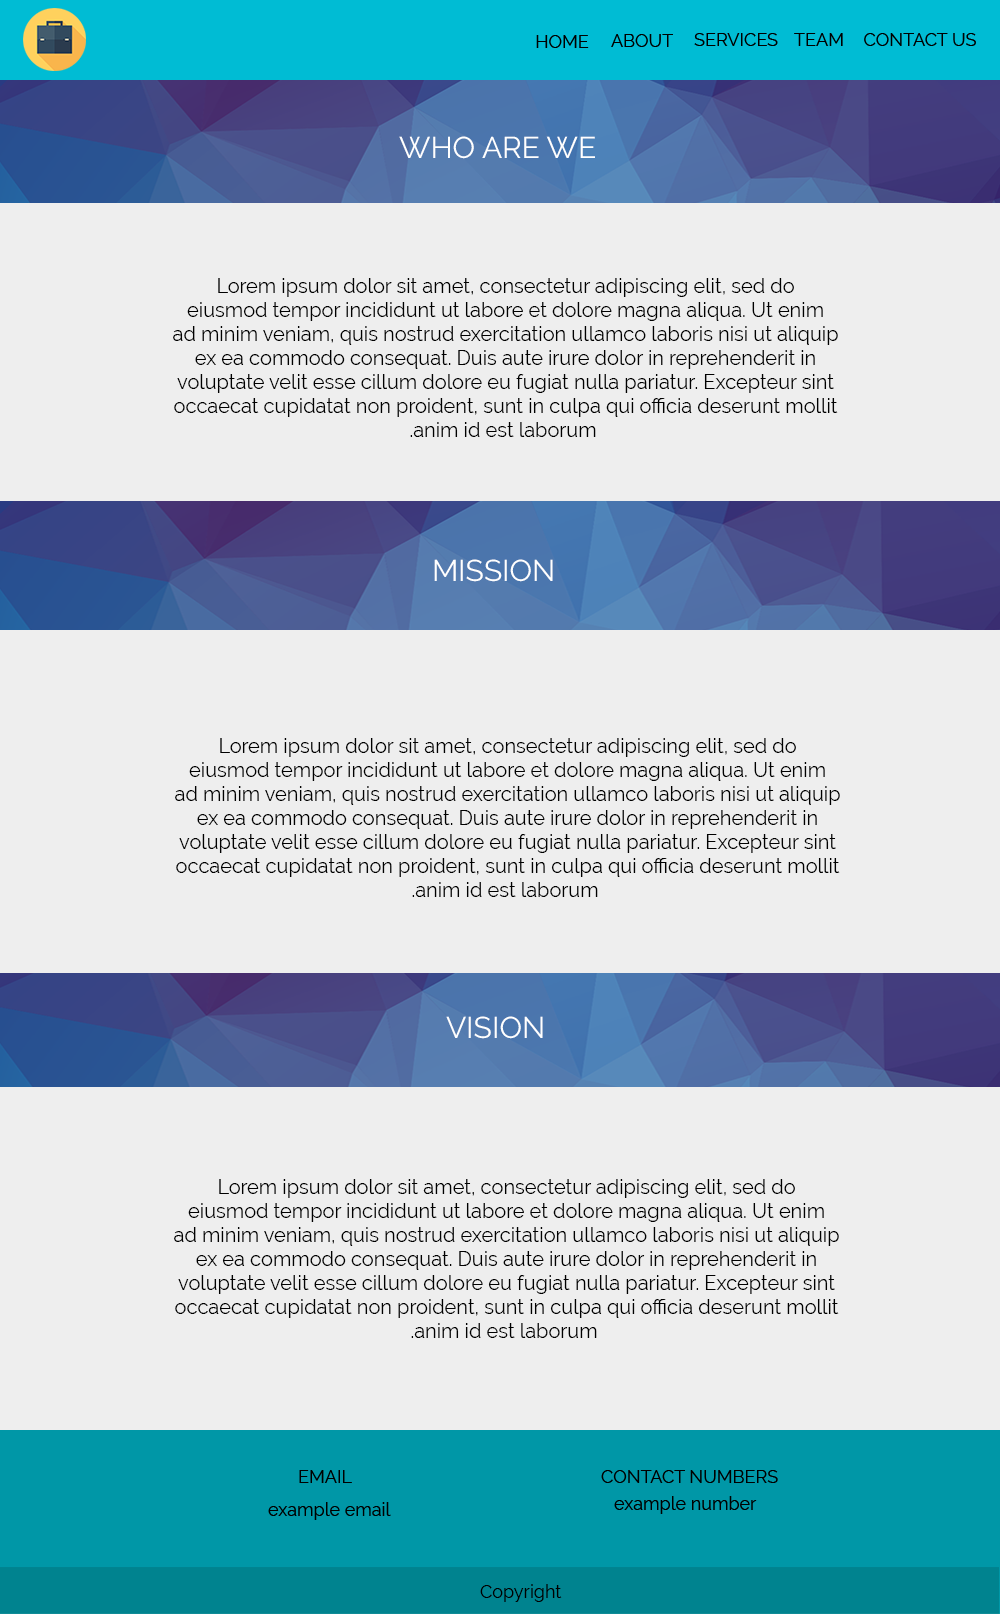 HOME ABOUT SERVICES TEAM CONTACT US
WHO ARE WE
Lorem ipsum dolor sit amet, consectetur adipiscing elit, sed do
eiusmod tempor incididunt ut labore et dolore magna aliqua. Ut enim
ad minim veniam, quis nostrud exercitation ullamco laboris nisi ut aliquip
ex ea commodo consequat. Duis aute irure dolor in reprehenderit in
voluptate velit esse cillum dolore eu fugiat nulla pariatur. Excepteur sint
occaecat cupidatat non proident, sunt in culpa qui officia deserunt mollit
.anim id est laborum
MISSION
Lorem ipsum dolor sit amet, consectetur adipiscing elit, sed do
eiusmod tempor incididunt ut labore et dolore magna aliqua. Ut enim
ad minim veniam, quis nostrud exercitation ullamco laboris nisi ut aliquip
ex ea commodo consequat. Duis aute irure dolor in reprehenderit in
voluptate velit esse cillum dolore eu fugiat nulla pariatur. Excepteur sint
occaecat cupidatat non proident, sunt in culpa qui officia deserunt mollit
.anim id est laborum
VISION
Lorem ipsum dolor sit amet, consectetur adipiscing elit, sed do
eiusmod tempor incididunt ut labore et dolore magna aliqua. Ut enim
ad minim veniam, quis nostrud exercitation ullamco laboris nisi ut aliquip
ex ea commodo consequat. Duis aute irure dolor in reprehenderit in
voluptate velit esse cillum dolore eu fugiat nulla pariatur. Excepteur sint
occaecat cupidatat non proident, sunt in culpa qui officia deserunt mollit
.anim id est laborum
EMAIL
example email
CONTACT NUMBERS
example number
Copyright